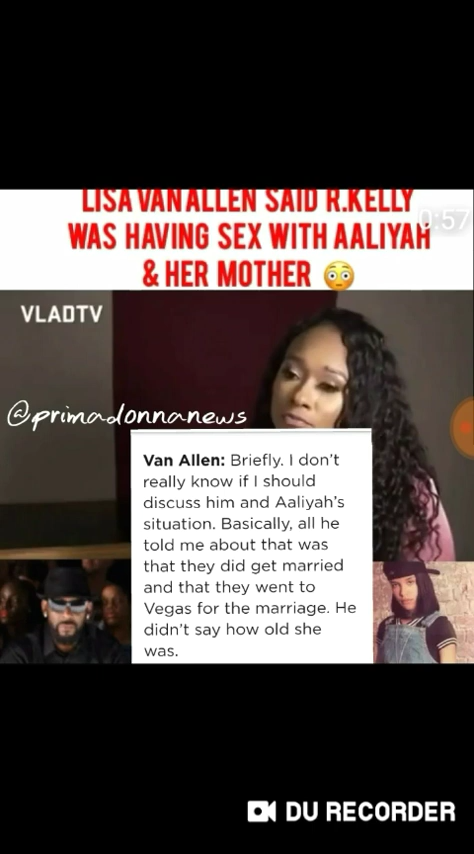 LISA VAN ALLEN SAID R.KELLY
0:57
WAS HAVING SEX WITH AALIYAH
& HER MOTHER 😳
VLADTV
@primadonnanews
Van Allen: Briefly. I don't
really know if I should
discuss him and Aaliyah's
situation. Basically, all he
told me about that was
that they did get married
and that they went to
Vegas for the marriage. He
didn't say how old she
was.
DU RECORDER